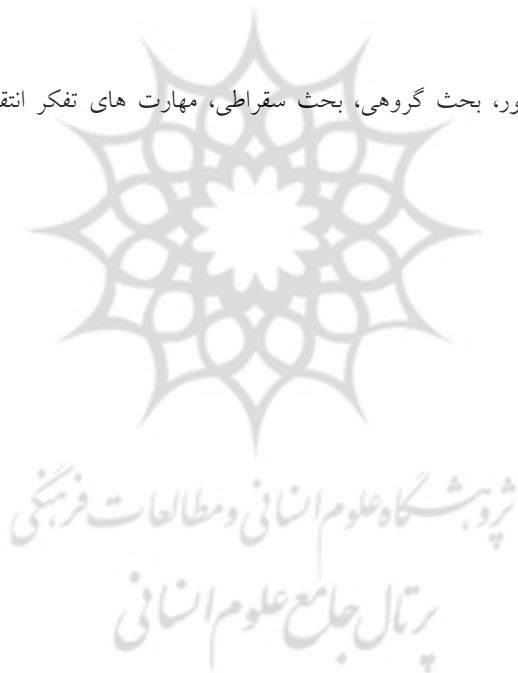 ور، بحث گروهی، بحث سقراطی، مهارت های تفکر انتق
پژوهشگاه علوم انسانی و مطالعات فرهنگی
پرتال جامع علوم انسانی